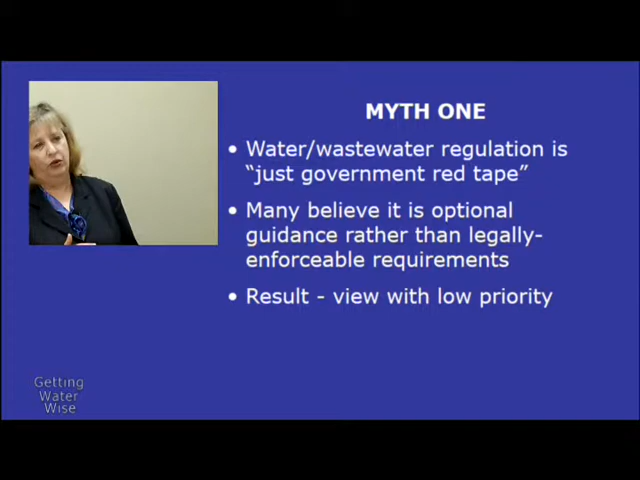 MYTH ONE
• Water/wastewater regulation is
“just government red tape”
• Many believe it is optional
guidance rather than legally-
enforceable requirements
• Result - view with low priority
Getting
Water
Wise